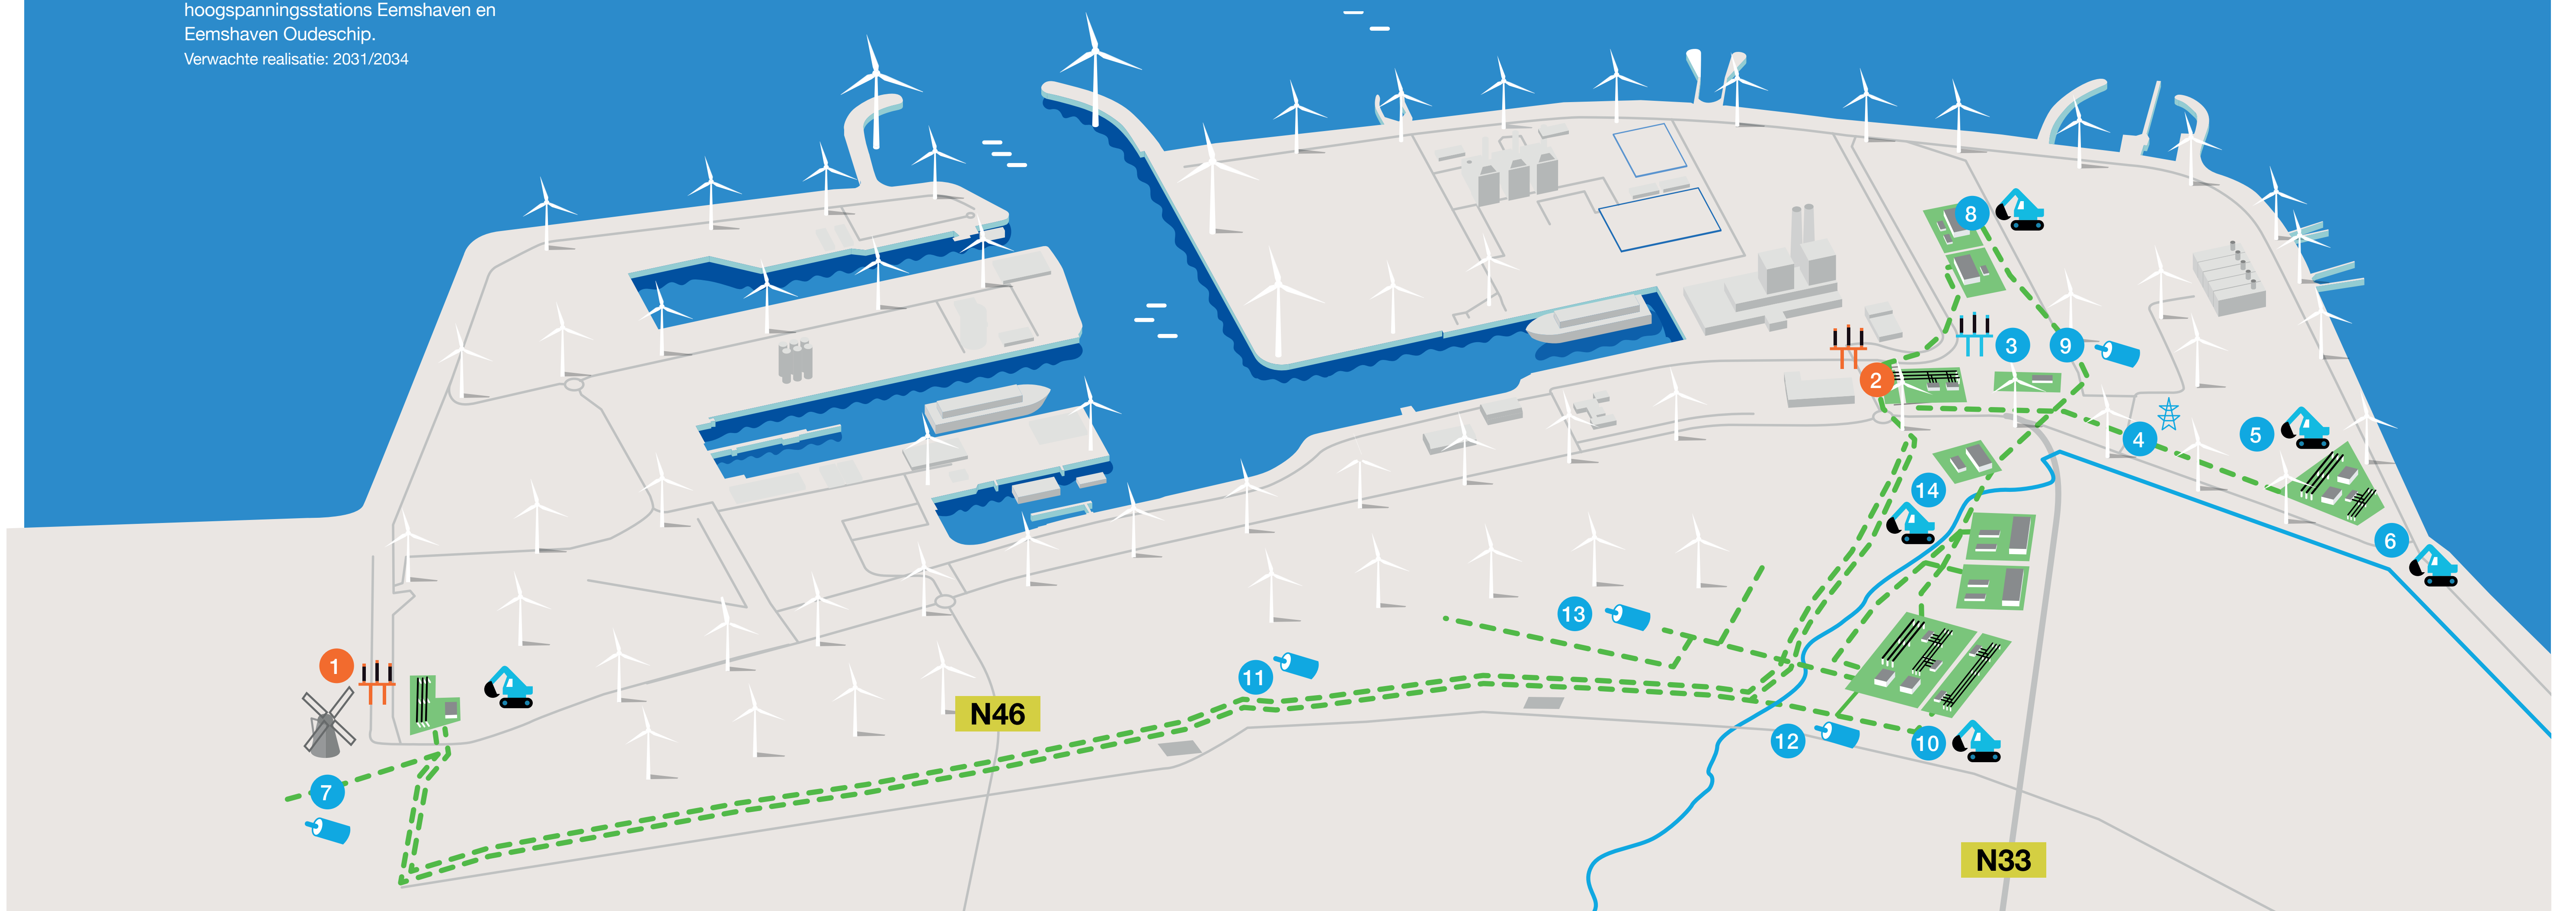 hoogspanningsstations Eemshaven en
Eemshaven Oudeschip.
Verwachte realisatie: 2031/2034
8
3
9
2
4
5
14
6
13
1
11
N46
12
10
7
N33